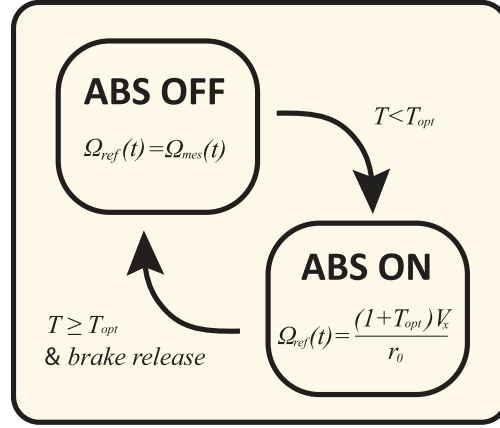 ABS OFF
Ω_ref(t)=Ω_mes(t)
T<T_opt
ABS ON
Ω_ref(t)=(1+T_opt)V_x/r_0
T ≥ T_opt
& brake release